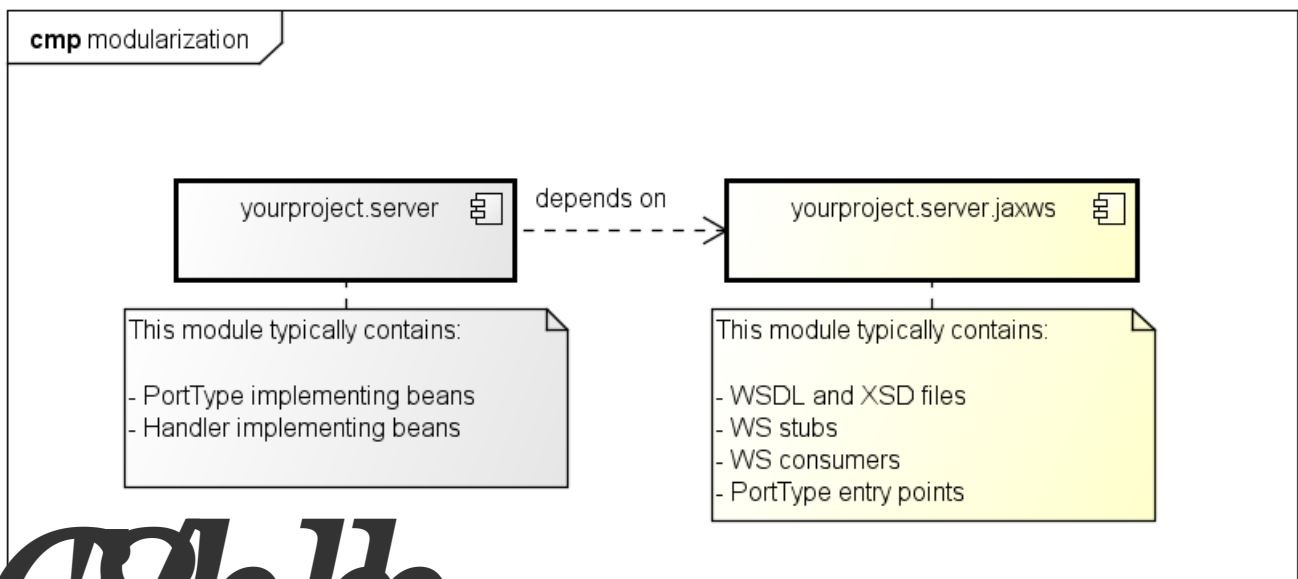 cmp modularization
depends on
yourproject.server
yourproject.server.jaxws
This module typically contains:
- PortType implementing beans
- Handler implementing beans
This module typically contains:
- WSDL and XSD files
- WS stubs
- WS consumers
- PortType entry points